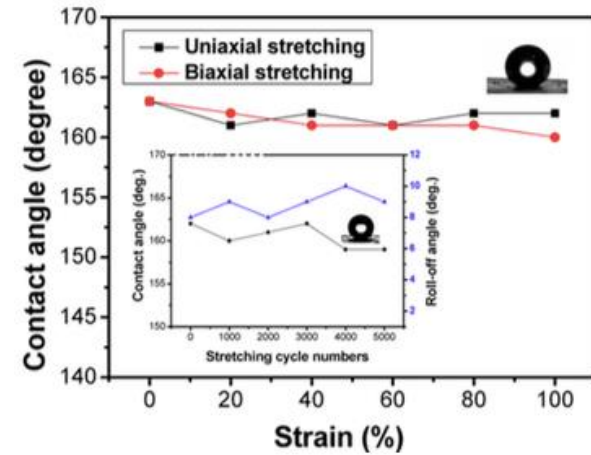 Uniaxial stretching
Biaxial stretching
Contact angle (degree)
170
165
160
155
150
145
140
0 20 40 60 80 100
Strain (%)
Contact angle (deg.)
170
165
160
155
150
12
10
8
6
4
2
Roll-off angle (deg.)
0 1000 2000 3000 4000 5000
Stretching cycle numbers